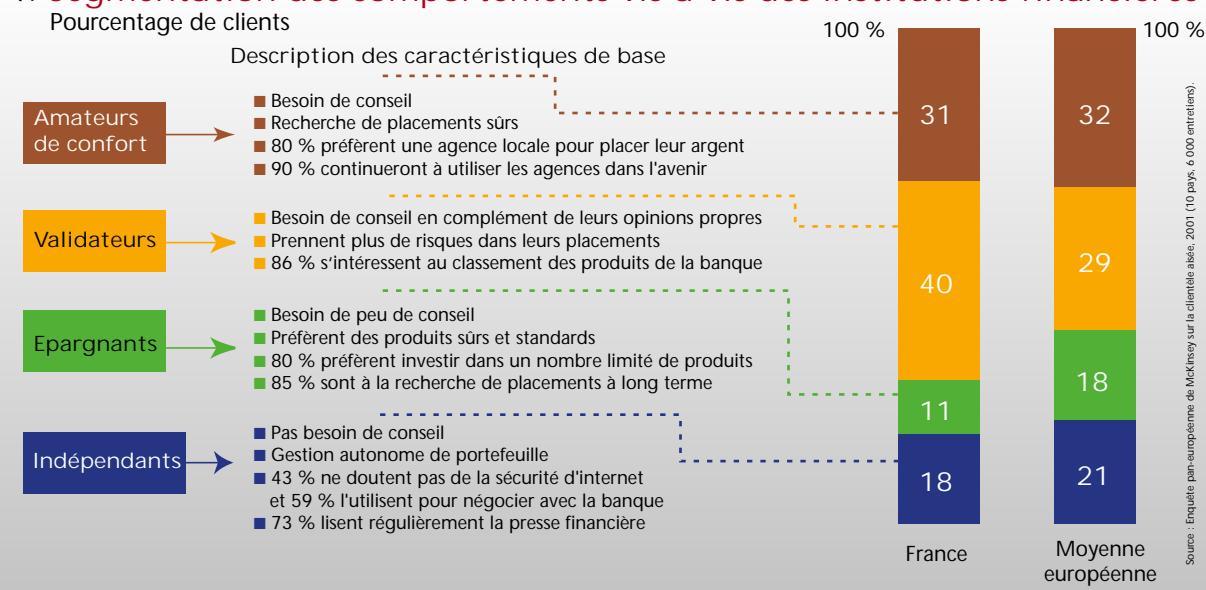 Pourcentage de clients
100 %
100 %
Description des caractéristiques de base
Amateurs
de confort
■ Besoin de conseil
■ Recherche de placements sûrs
■ 80 % préfèrent une agence locale pour placer leur argent
■ 90 % continueront à utiliser les agences dans l'avenir
31
32
Validateurs
■ Besoin de conseil en complément de leurs opinions propres
■ Prennent plus de risques dans leurs placements
■ 86 % s'intéressent au classement des produits de la banque
40
29
Epargnants
■ Besoin de peu de conseil
■ Préfèrent des produits sûrs et standards
■ 80 % préfèrent investir dans un nombre limité de produits
■ 85 % sont à la recherche de placements à long terme
11
18
Indépendants
■ Pas besoin de conseil
■ Gestion autonome de portefeuille
■ 43 % ne doutent pas de la sécurité d'internet
et 59 % l'utilisent pour négocier avec la banque
■ 73 % lisent régulièrement la presse financière
18
21
France
Moyenne
européenne
Source : Enquête pan-européenne de McKinsey sur la clientèle aisée, 2001 (10 pays, 6 000 entretiens).